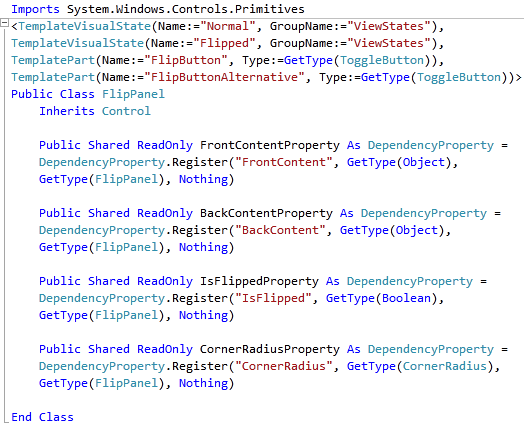 Imports System.Windows.Controls.Primitives
<TemplateVisualState(Name:="Normal", GroupName:="ViewStates"),
TemplateVisualState(Name:="Flipped", GroupName:="ViewStates"),
TemplatePart(Name:="FlipButton", Type:=GetType(ToggleButton)),
TemplatePart(Name:="FlipButtonAlternative", Type:=GetType(ToggleButton))>
Public Class FlipPanel
    Inherits Control

    Public Shared ReadOnly FrontContentProperty As DependencyProperty =
    DependencyProperty.Register("FrontContent", GetType(Object),
    GetType(FlipPanel), Nothing)

    Public Shared ReadOnly BackContentProperty As DependencyProperty =
    DependencyProperty.Register("BackContent", GetType(Object),
    GetType(FlipPanel), Nothing)

    Public Shared ReadOnly IsFlippedProperty As DependencyProperty =
    DependencyProperty.Register("IsFlipped", GetType(Boolean),
    GetType(FlipPanel), Nothing)

    Public Shared ReadOnly CornerRadiusProperty As DependencyProperty =
    DependencyProperty.Register("CornerRadius", GetType(CornerRadius),
    GetType(FlipPanel), Nothing)

End Class